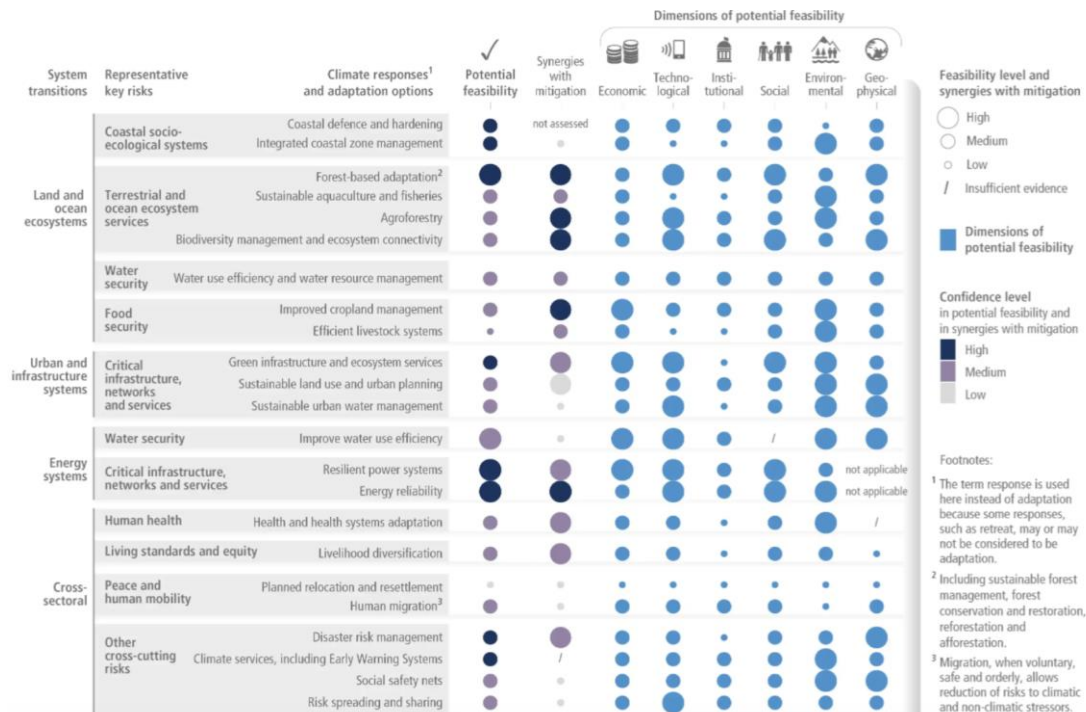 Dimensions of potential feasibility
System transitions
Representative key risks
Climate responses1 and adaptation options
Potential feasibility
Synergies with mitigation
Economic
Techno-logical
Insti-tutional
Social
Environ-mental
Geo-physical
Land and ocean ecosystems
Coastal socio-ecological systems
Coastal defence and hardening
not assessed
Integrated coastal zone management
Terrestrial and ocean ecosystem services
Forest-based adaptation2
Sustainable aquaculture and fisheries
Agroforestry
Biodiversity management and ecosystem connectivity
Water security
Water use efficiency and water resource management
Food security
Improved cropland management
Efficient livestock systems
Urban and infrastructure systems
Critical infrastructure, networks and services
Green infrastructure and ecosystem services
Sustainable land use and urban planning
Sustainable urban water management
Energy systems
Water security
Improve water use efficiency
/
Critical infrastructure, networks and services
Resilient power systems
not applicable
Energy reliability
not applicable
Cross-sectoral
Human health
Health and health systems adaptation
/
Living standards and equity
Livelihood diversification
Peace and human mobility
Planned relocation and resettlement
Human migration3
Other cross-cutting risks
Disaster risk management
Climate services, including Early Warning Systems
/
Social safety nets
Risk spreading and sharing
Feasibility level and
synergies with mitigation
High
Medium
Low
/ Insufficient evidence
Dimensions of
potential feasibility
Confidence level
in potential feasibility and
in synergies with mitigation
High
Medium
Low
Footnotes:
1 The term response is used
here instead of adaptation
because some responses,
such as retreat, may or may
not be considered to be
adaptation.
2 Including sustainable forest
management, forest
conservation and restoration,
reforestation and
afforestation.
3 Migration, when voluntary,
safe and orderly, allows
reduction of risks to climatic
and non-climatic stressors.